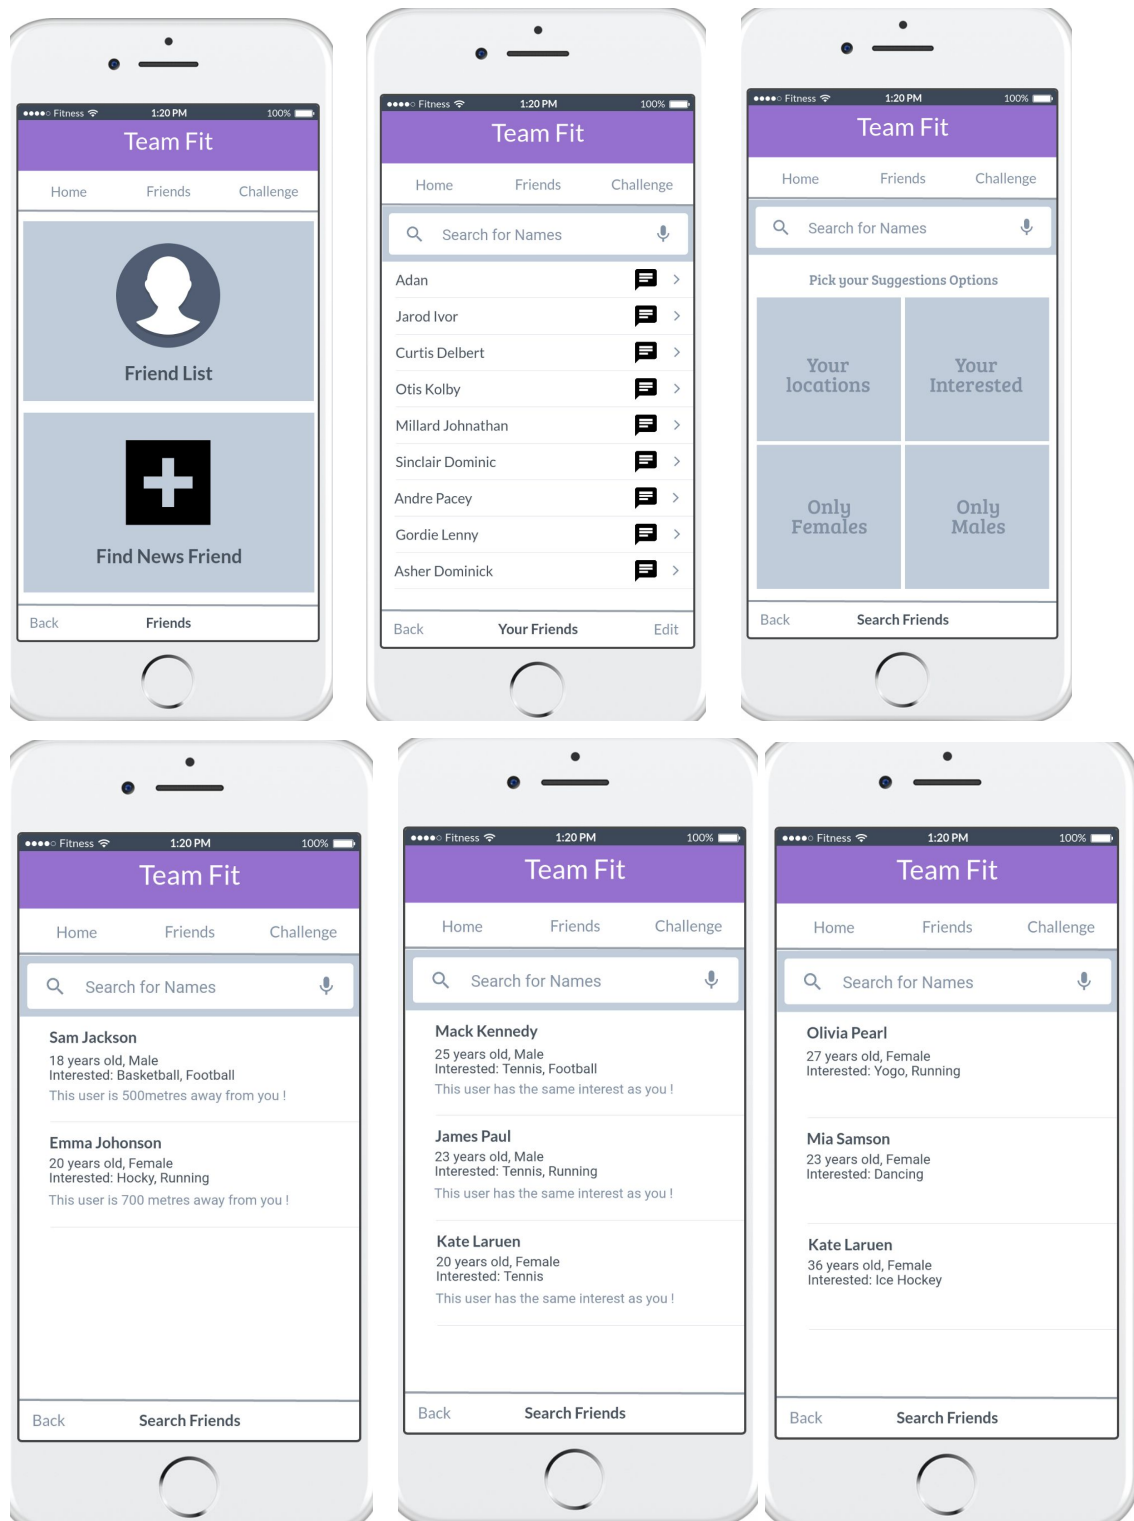 Fitness 1:20 PM 100%
Team Fit
Home Friends Challenge
Friend List
Find News Friend
Back Friends
Fitness 1:20 PM 100%
Team Fit
Home Friends Challenge
Search for Names
Adan
Jarod Ivor
Curtis Delbert
Otis Kolby
Millard Johnathan
Sinclair Dominic
Andre Pacey
Gordie Lenny
Asher Dominick
Back Your Friends Edit
Fitness 1:20 PM 100%
Team Fit
Home Friends Challenge
Search for Names
Pick your Suggestions Options
Your
locations
Your
Interested
Only
Females
Only
Males
Back Search Friends
Fitness 1:20 PM 100%
Team Fit
Home Friends Challenge
Search for Names
Sam Jackson
18 years old, Male
Interested: Basketball, Football
This user is 500metres away from you !
Emma Johonson
20 years old, Female
Interested: Hocky, Running
This user is 700 metres away from you !
Back Search Friends
Fitness 1:20 PM 100%
Team Fit
Home Friends Challenge
Search for Names
Mack Kennedy
25 years old, Male
Interested: Tennis, Football
This user has the same interest as you !
James Paul
23 years old, Male
Interested: Tennis, Running
This user has the same interest as you !
Kate Laruen
20 years old, Female
Interested: Tennis
This user has the same interest as you !
Back Search Friends
Fitness 1:20 PM 100%
Team Fit
Home Friends Challenge
Search for Names
Olivia Pearl
27 years old, Female
Interested: Yogo, Running
Mia Samson
23 years old, Female
Interested: Dancing
Kate Laruen
36 years old, Female
Interested: Ice Hockey
Back Search Friends